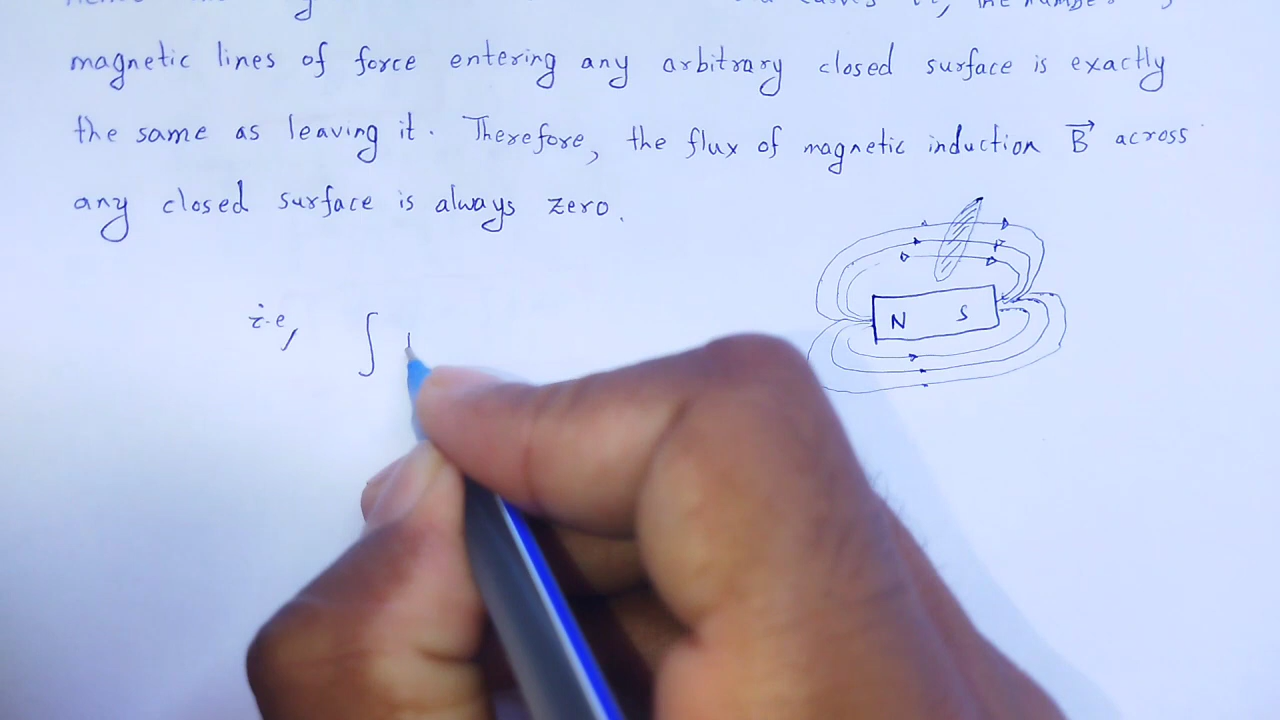 magnetic lines of force entering any arbitrary closed surface is exactly
the same as leaving it. Therefore, the flux of magnetic induction B⃗ across
any closed surface is always zero.
i.e, ∫
N S